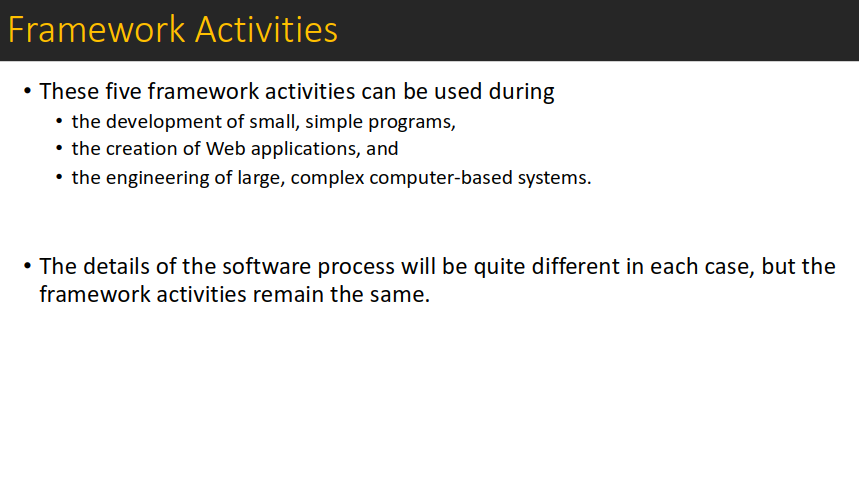 Framework Activities
• These five framework activities can be used during
• the development of small, simple programs,
• the creation of Web applications, and
• the engineering of large, complex computer-based systems.
• The details of the software process will be quite different in each case, but the
framework activities remain the same.